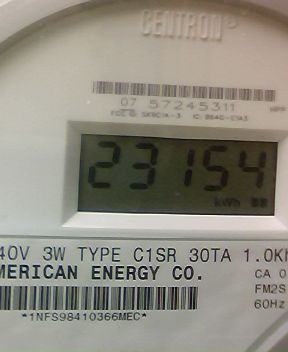 CENTRON
07 57245311
23154
kWh
40V 3W TYPE C1SR 30TA 1.0Kh
MERICAN ENERGY CO.
CA 0
FM2S
60Hz
*1NFS98410366MEC*